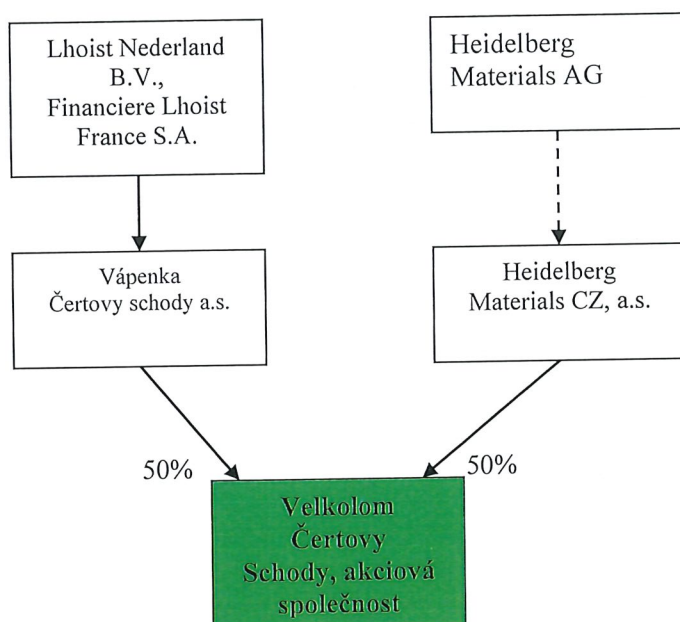 Lhoist Nederland
B.V.,
Financiere Lhoist
France S.A.
Heidelberg
Materials AG
Vápenka
Čertovy schody a.s.
Heidelberg
Materials CZ, a.s.
50%
50%
Velkolom
Čertovy
Schody, akciová
společnost